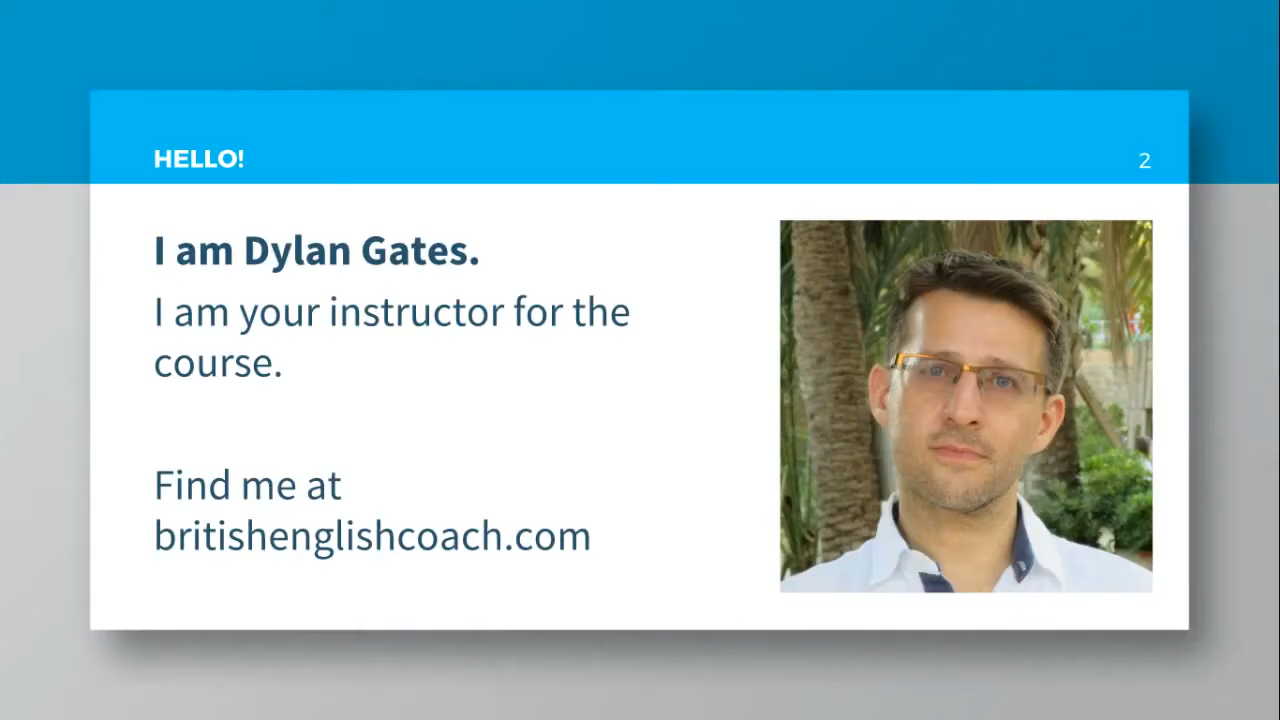 HELLO!
2
I am Dylan Gates.
I am your instructor for the
course.
Find me at
britishenglishcoach.com